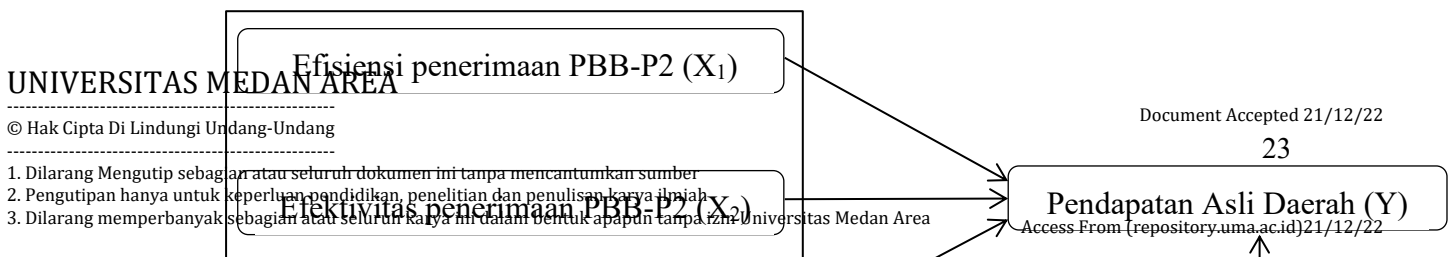 Efisiensi penerimaan PBB-P2 (X₁)
UNIVERSITAS MEDAN AREA
-----------------------------------------------------
© Hak Cipta Di Lindungi Undang-Undang
-----------------------------------------------------
Document Accepted 21/12/22
23
1. Dilarang Mengutip sebagian atau seluruh dokumen ini tanpa mencantumkan sumber
2. Pengutipan hanya untuk keperluan pendidikan, penelitian dan penulisan karya ilmiah
3. Dilarang memperbanyak sebagian atau seluruh karya ini dalam bentuk apapun tanpa izin Universitas Medan Area
Efektivitas penerimaan PBB-P2 (X₂)
Pendapatan Asli Daerah (Y)
Access From (repository.uma.ac.id)21/12/22